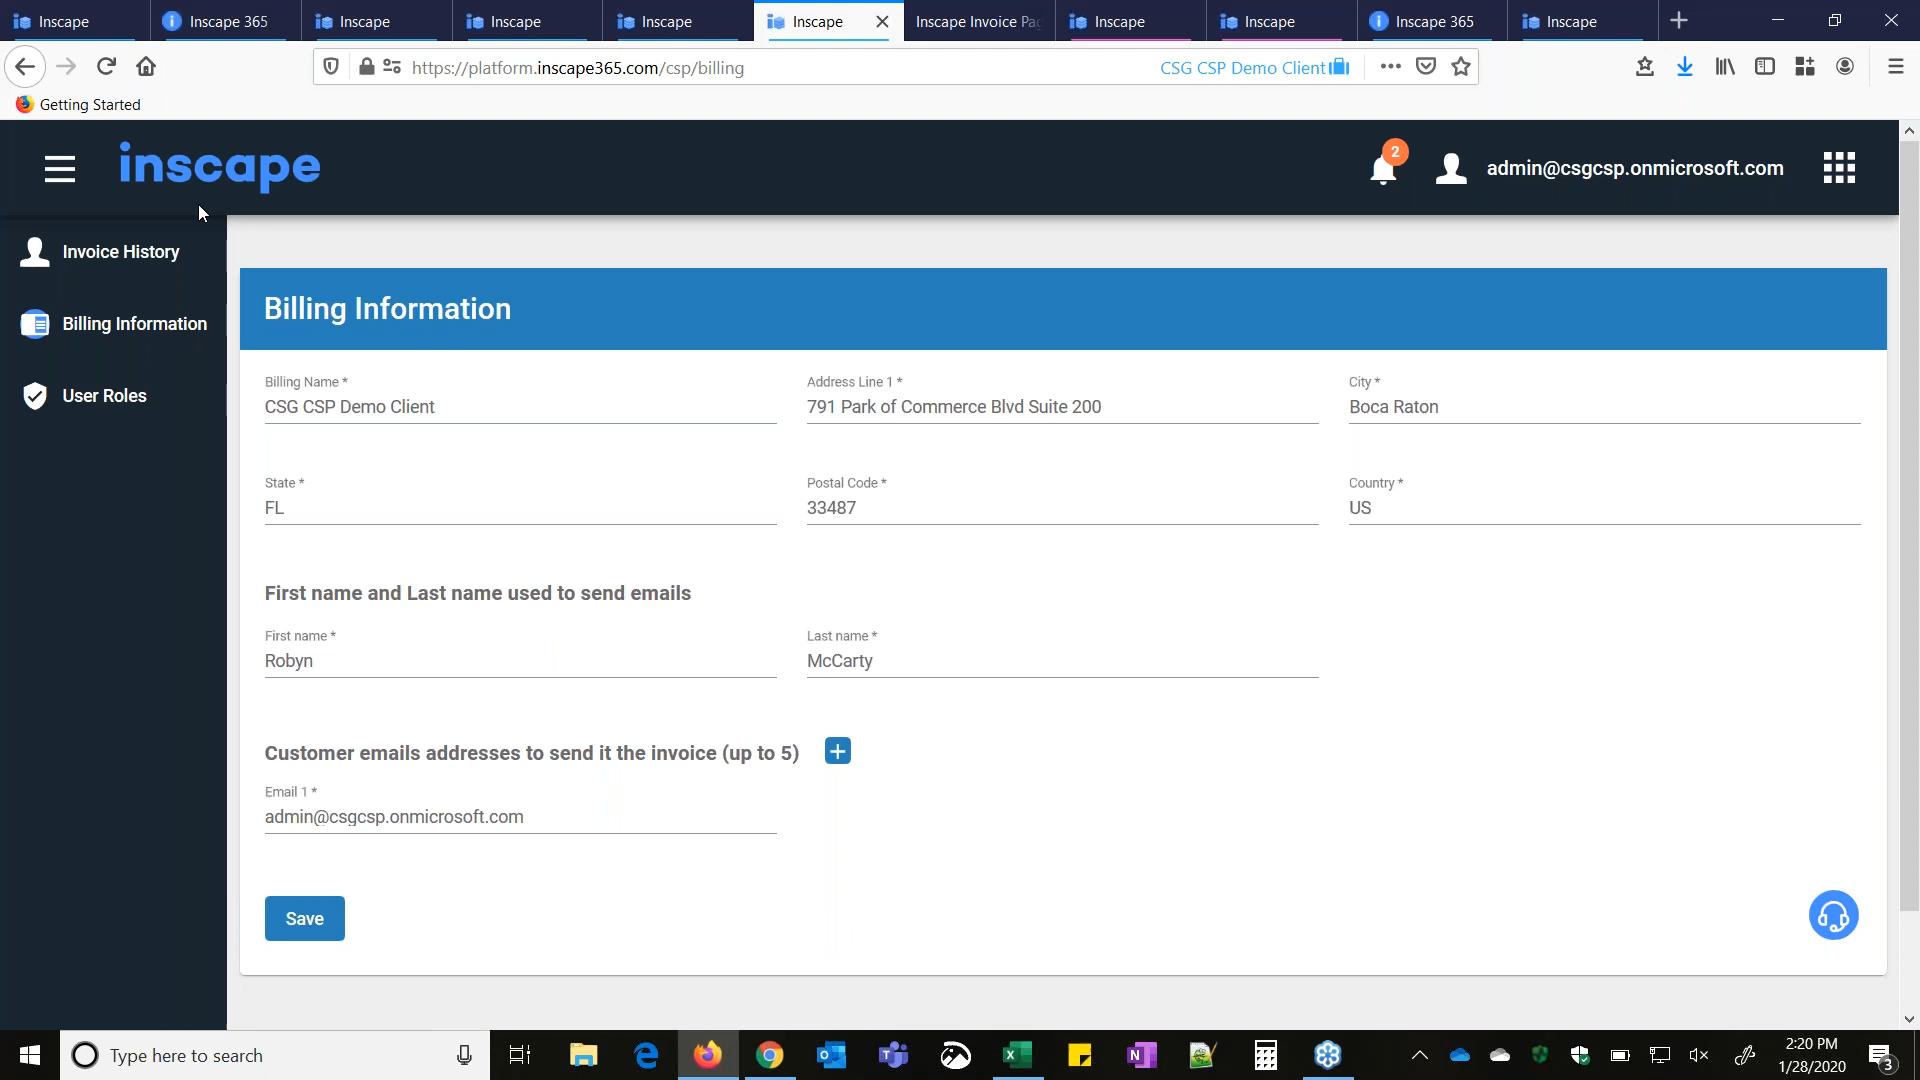 Inscape
Inscape 365
Inscape
Inscape
Inscape
Inscape
Inscape Invoice Pa
Inscape
Inscape
Inscape 365
Inscape
https://platform.inscape365.com/csp/billing
CSG CSP Demo Client
Getting Started
inscape
2
admin@csgcsp.onmicrosoft.com
Invoice History
Billing Information
User Roles
Billing Information
Billing Name *
Address Line 1 *
City *
CSG CSP Demo Client
791 Park of Commerce Blvd Suite 200
Boca Raton
State *
Postal Code *
Country *
FL
33487
US
First name and Last name used to send emails
First name *
Last name *
Robyn
McCarty
Customer emails addresses to send it the invoice (up to 5)
Email 1 *
admin@csgcsp.onmicrosoft.com
Save
Type here to search
2:20 PM
1/28/2020
3